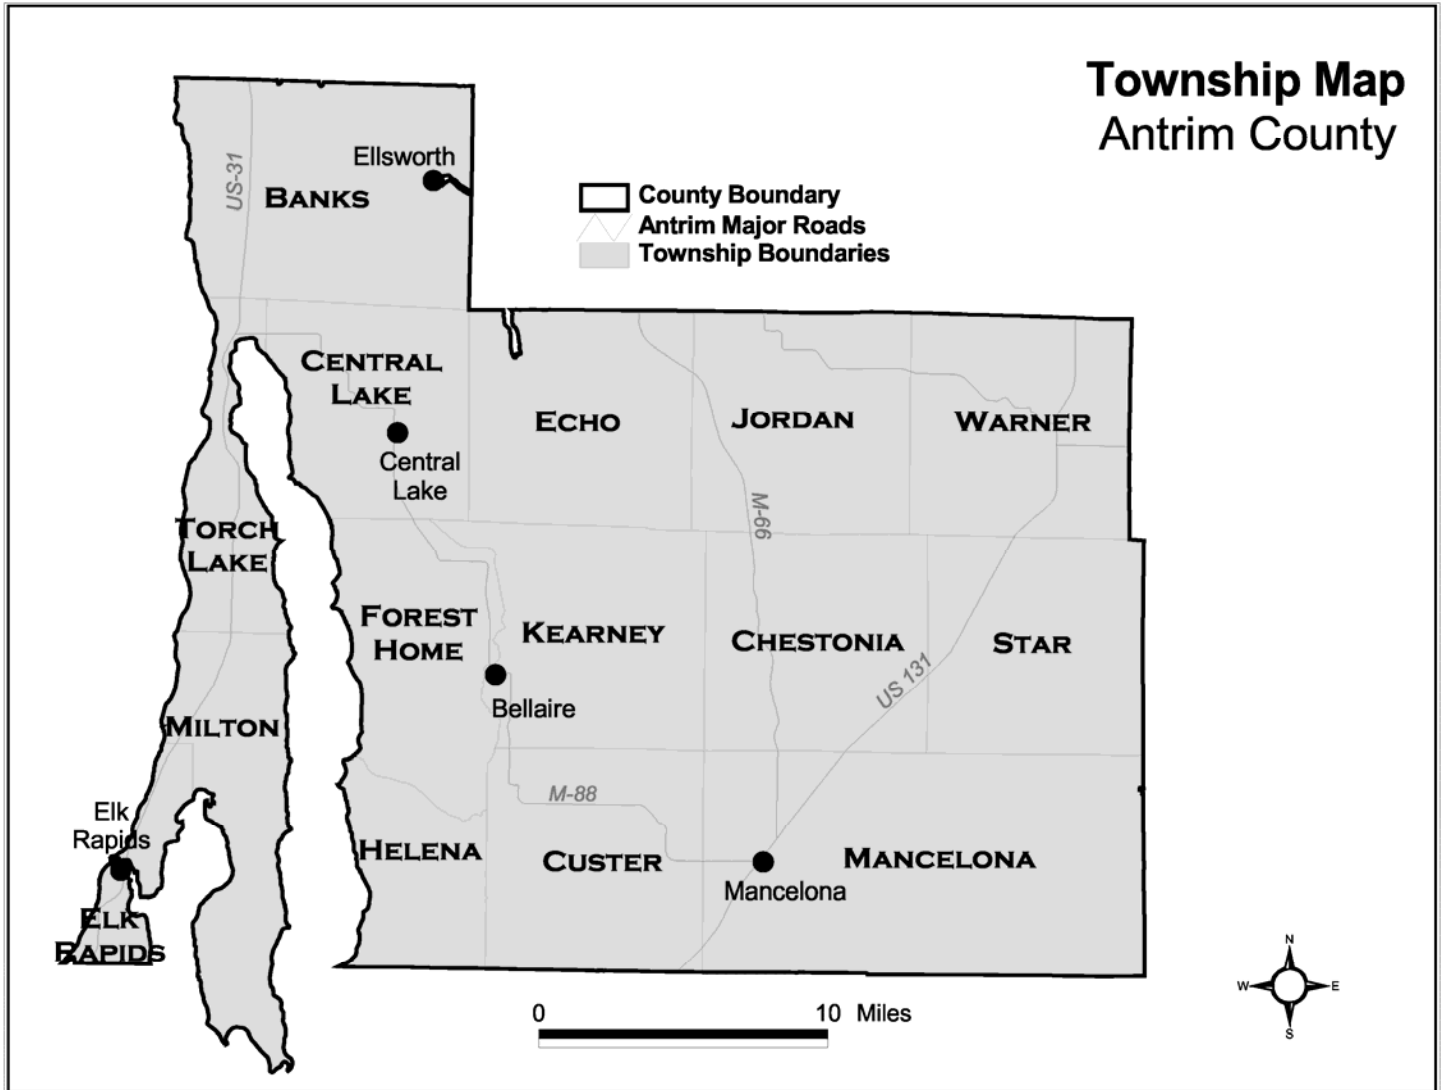 Township Map
Antrim County
County Boundary
Antrim Major Roads
Township Boundaries
Ellsworth
US-31
BANKS
CENTRAL
LAKE
Central
Lake
ECHO
JORDAN
WARNER
M-66
TORCH
LAKE
FOREST
HOME
KEARNEY
CHESTONIA
STAR
US 131
Bellaire
MILTON
M-88
Elk
Rapids
HELENA
CUSTER
MANCELONA
Mancelona
ELK
RAPIDS
0 10 Miles
N
W E
S